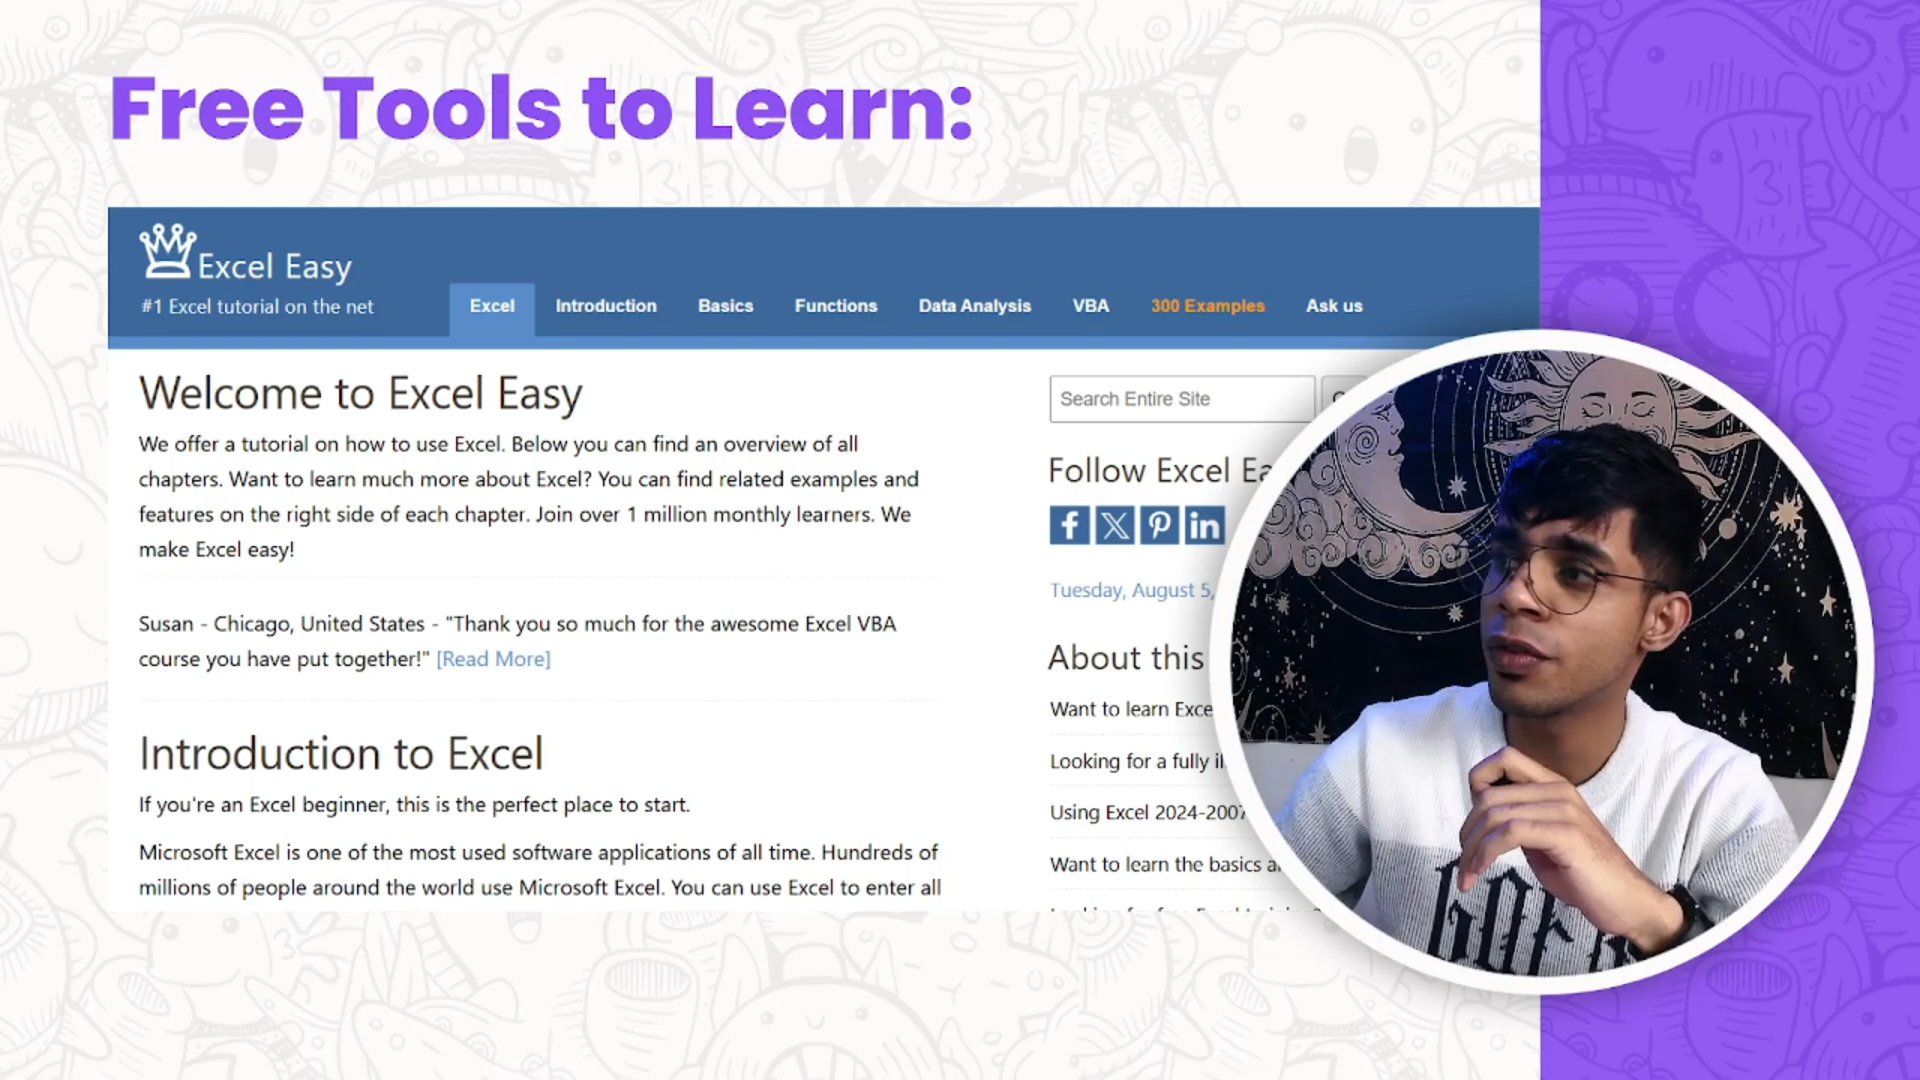 Free Tools to Learn:
Excel Easy
#1 Excel tutorial on the net
Excel Introduction Basics Functions Data Analysis VBA 300 Examples Ask us
Welcome to Excel Easy
We offer a tutorial on how to use Excel. Below you can find an overview of all
chapters. Want to learn much more about Excel? You can find related examples and
features on the right side of each chapter. Join over 1 million monthly learners. We
make Excel easy!
Susan - Chicago, United States - "Thank you so much for the awesome Excel VBA
course you have put together!" [Read More]
Introduction to Excel
If you're an Excel beginner, this is the perfect place to start.
Microsoft Excel is one of the most used software applications of all time. Hundreds of
millions of people around the world use Microsoft Excel. You can use Excel to enter all
Search Entire Site
Follow Excel
Tuesday, August 5,
About this
Want to learn
Looking for a fully
Using Excel 2024-2007
Want to learn the basics